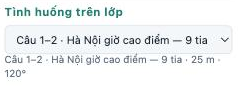 Tình huống trên lớp
Câu 1–2 · Hà Nội giờ cao điểm — 9 tia
Câu 1–2 · Hà Nội giờ cao điểm — 9 tia · 25 m ·
120°